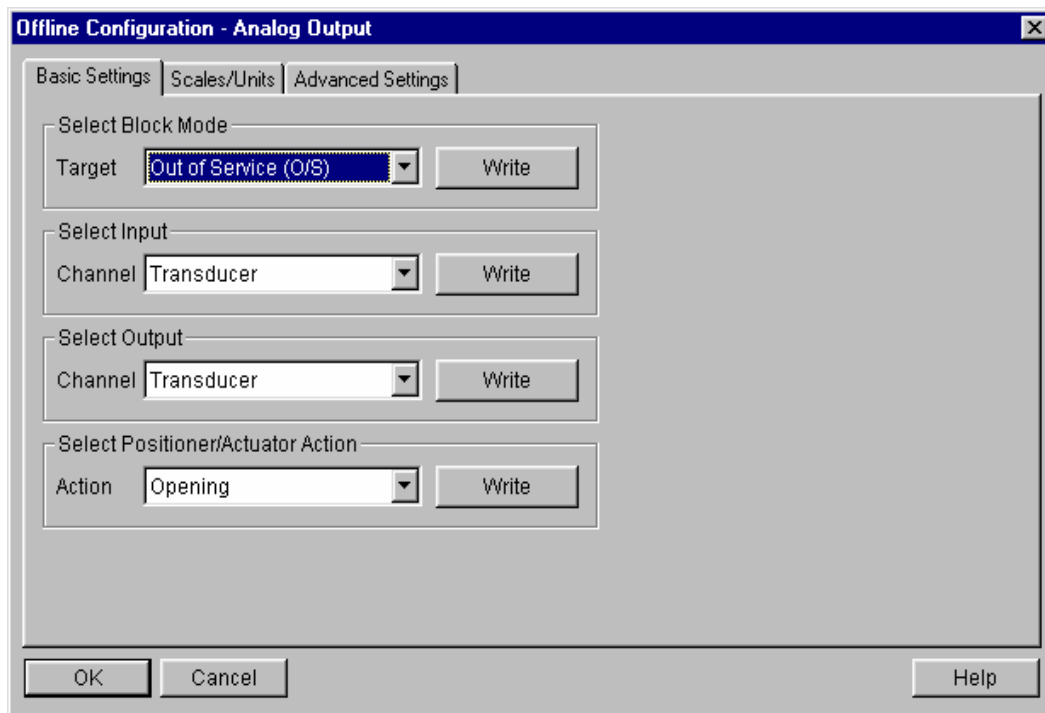 Offline Configuration - Analog Output
Basic Settings Scales/Units Advanced Settings
Select Block Mode
Target Out of Service (O/S) Write
Select Input
Channel Transducer Write
Select Output
Channel Transducer Write
Select Positioner/Actuator Action
Action Opening Write
OK Cancel Help